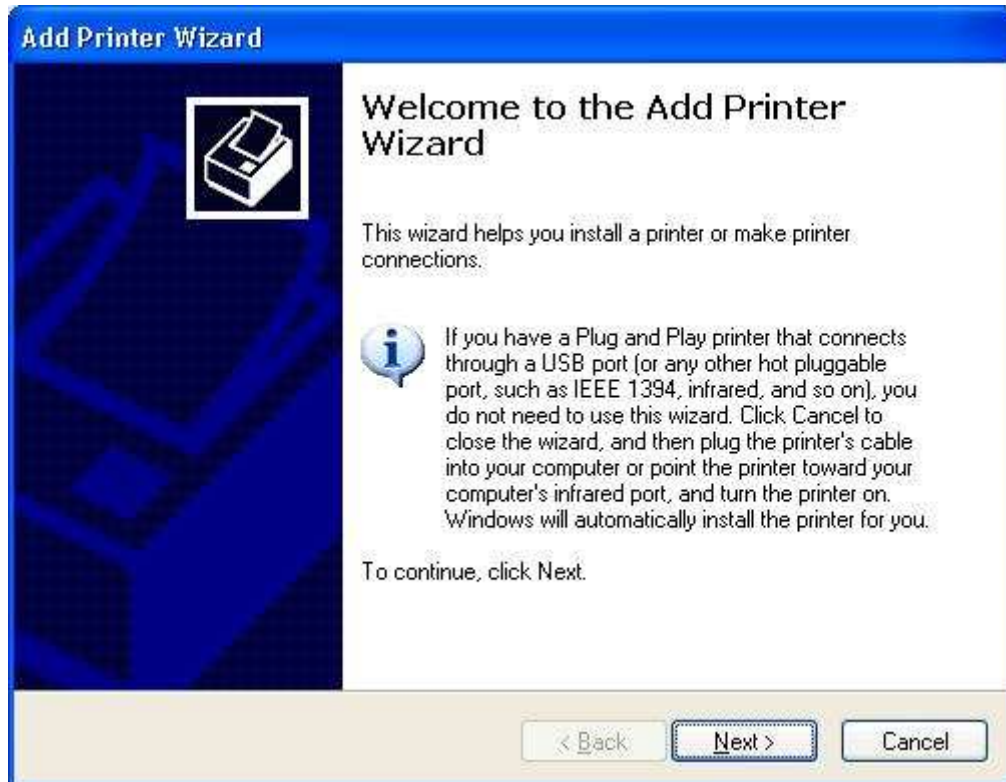 Add Printer Wizard
Welcome to the Add Printer
Wizard
This wizard helps you install a printer or make printer
connections.
If you have a Plug and Play printer that connects
through a USB port (or any other hot pluggable
port, such as IEEE 1394, infrared, and so on), you
do not need to use this wizard. Click Cancel to
close the wizard, and then plug the printer's cable
into your computer or point the printer toward your
computer's infrared port, and turn the printer on.
Windows will automatically install the printer for you.
To continue, click Next.
< Back Next > Cancel